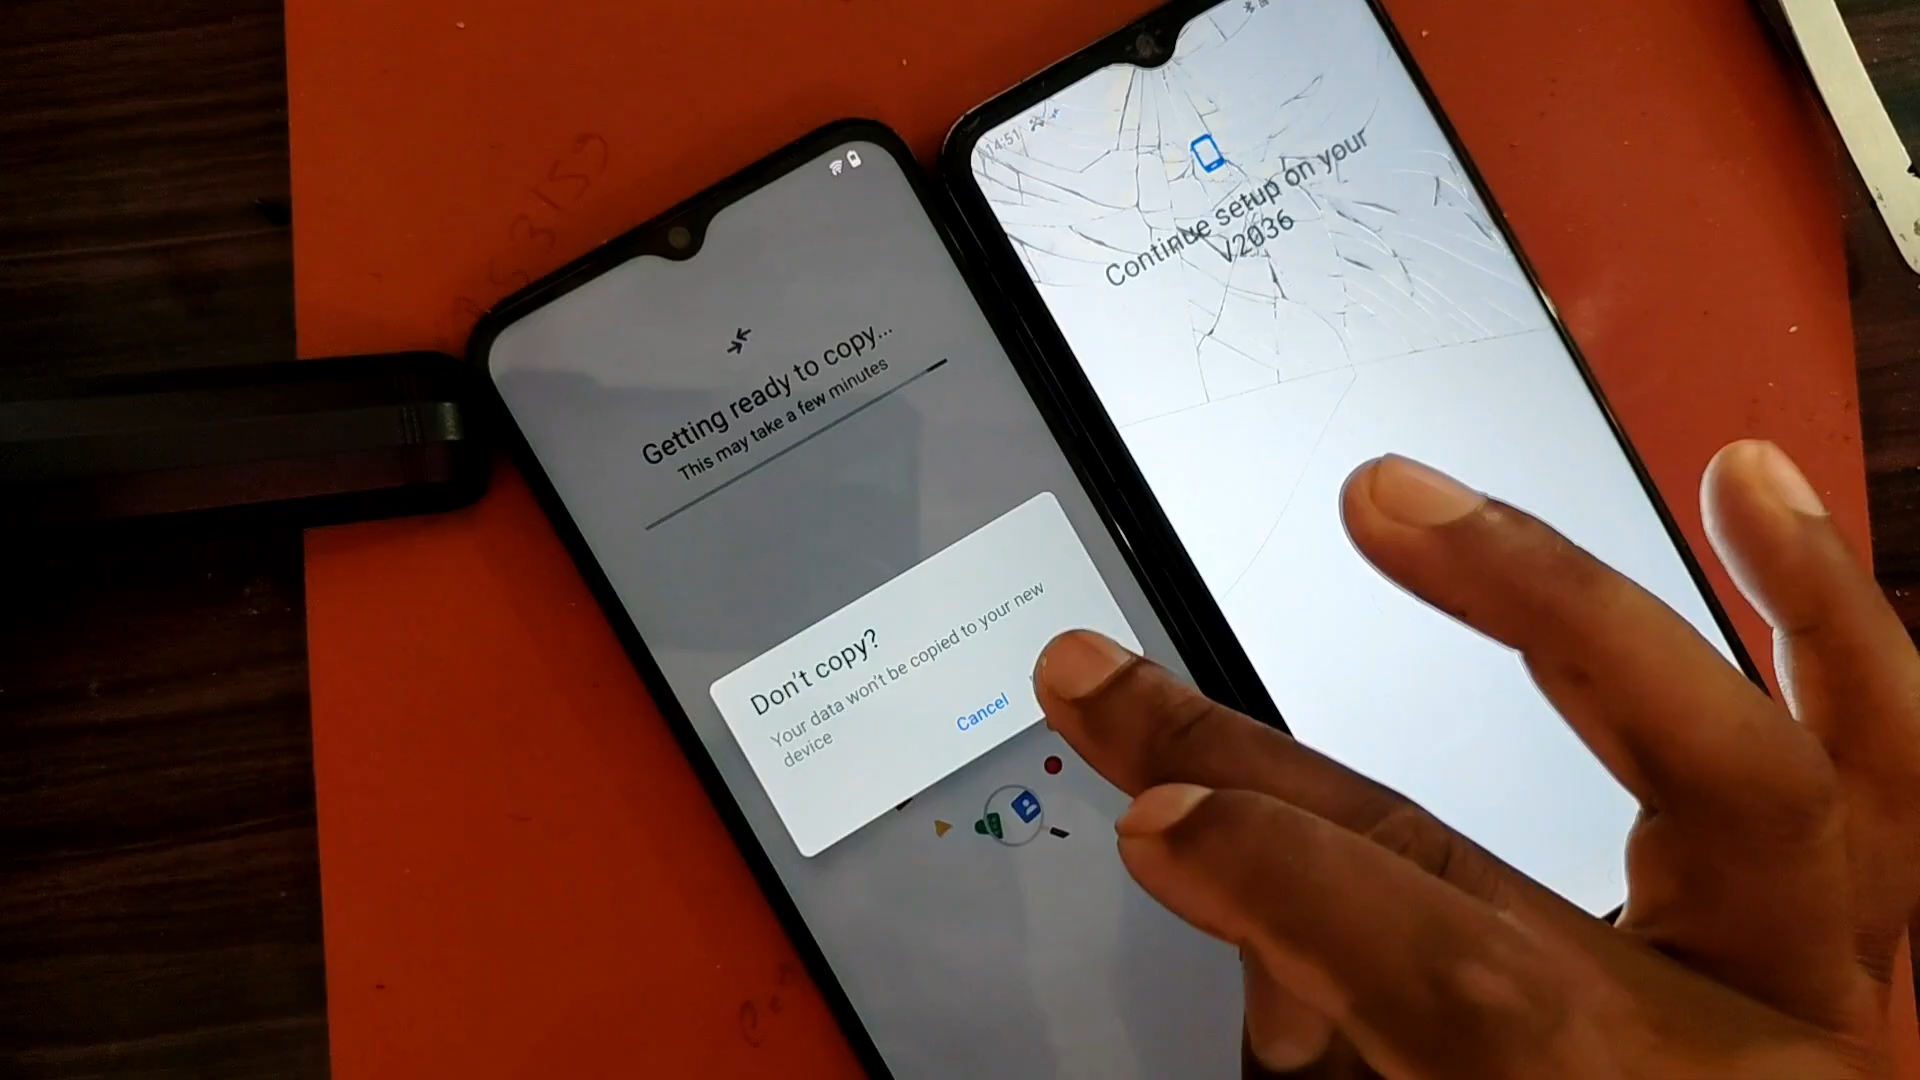 Getting ready to copy...
This may take a few minutes
Don't copy?
Your data won't be copied to your new
device
Cancel
14:51
Continue setup on your
V2036